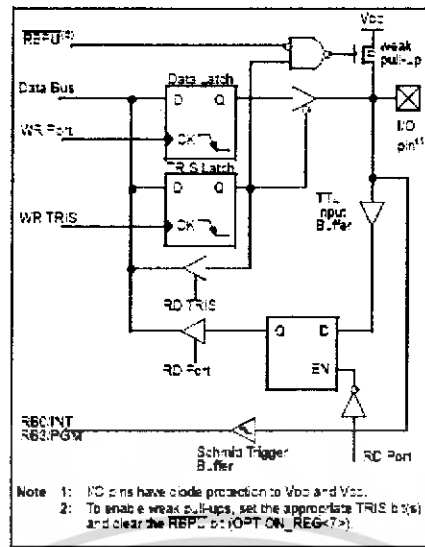 VDD
RBPU(2)
weak
pull-up
Data Bus
Data Latch
D Q
WR Port
CK
I/O
pin(1)
TRIS Latch
D Q
WR TRIS
CK
TTL
Input
Buffer
RD TRIS
Q D
RD Port
EN
RB0/INT
RB3/PGM
Schmitt Trigger
Buffer
RD Port
Note 1: I/O pins have diode protection to VDD and VSS.
2: To enable weak pull-ups, set the appropriate TRIS bit(s)
and clear the RBPU bit (OPTION_REG<7>).